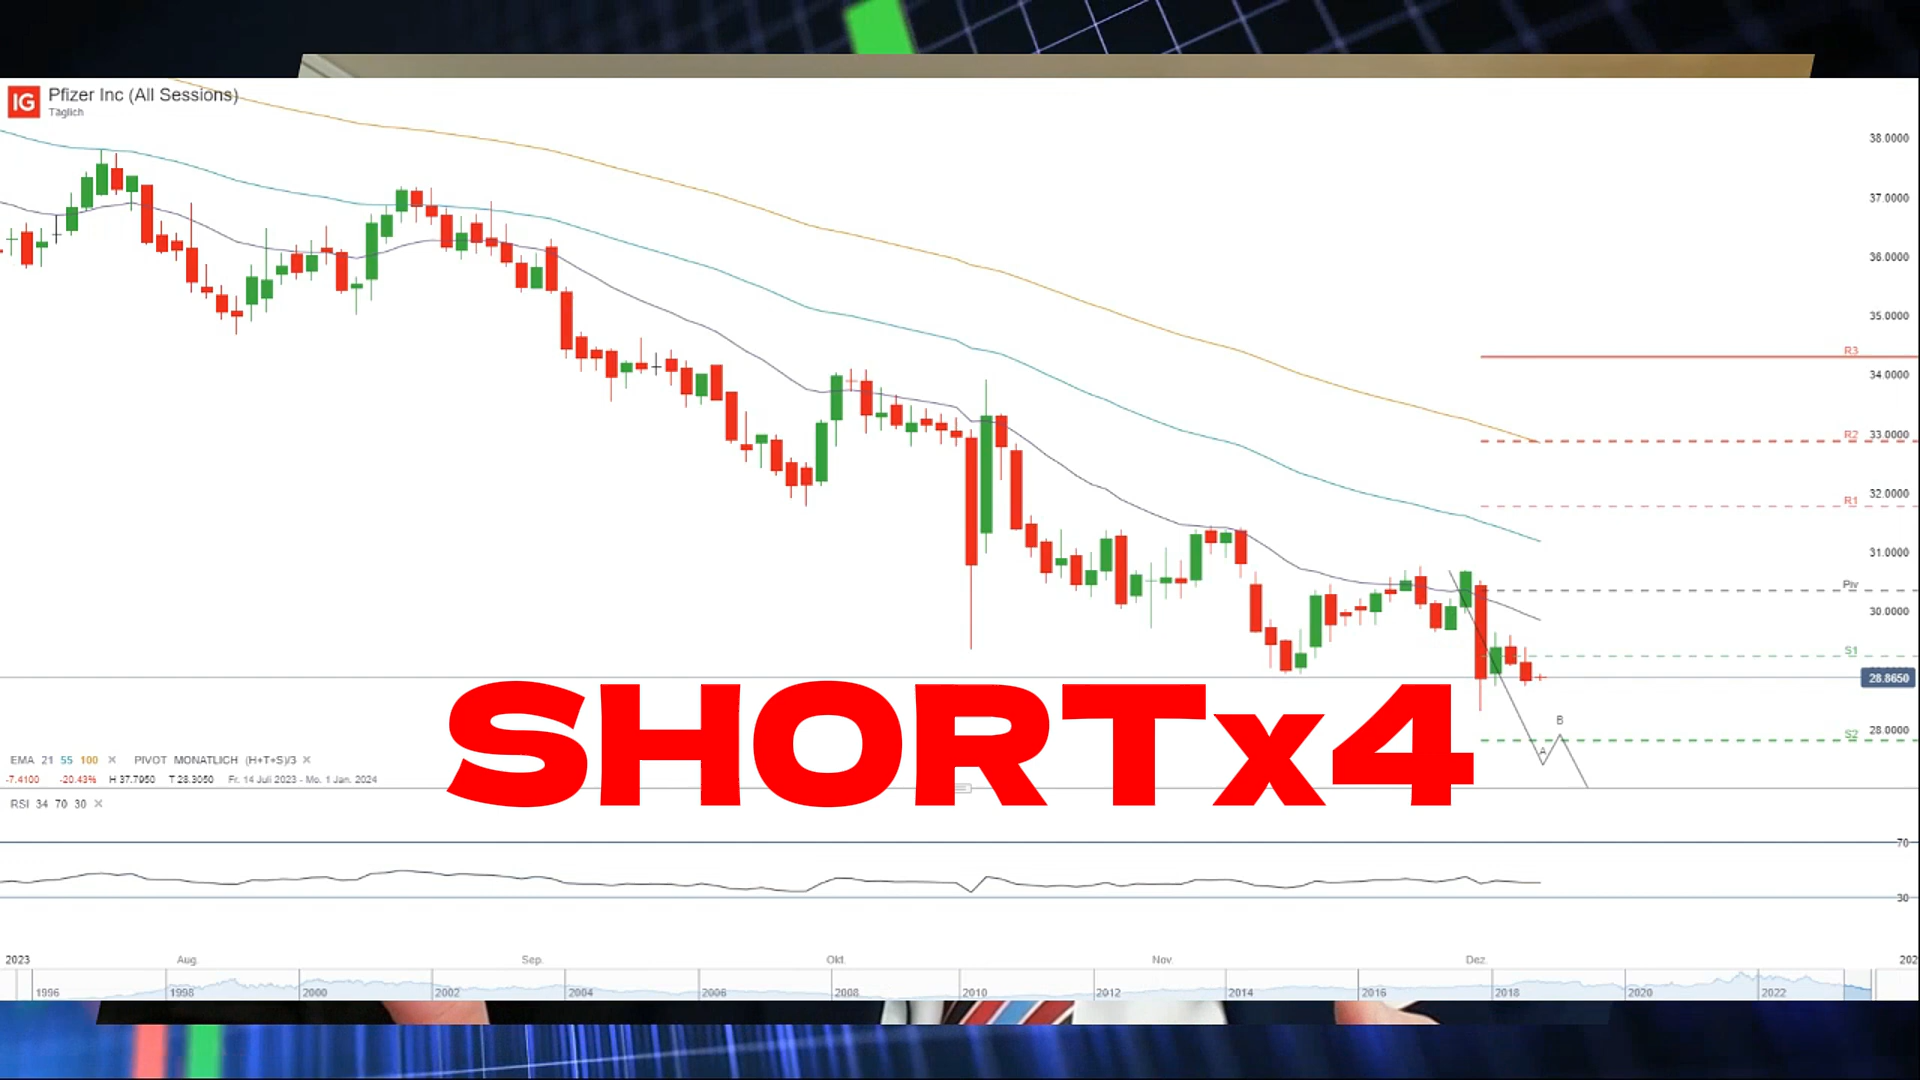 IG Pfizer Inc (All Sessions)
Täglich
38.0000
37.0000
36.0000
35.0000
R3
34.0000
R2 33.0000
R1 32.0000
31.0000
Piv
30.0000
S1
28.8650
SHORTx4
B
S2 28.0000
A
EMA 21 55 100 × PIVOT MONATLICH (H+T+S)/3 ×
-7.4100 -20.43% H 37.7950 T 28.3050 Fr. 14 Juli 2023 - Mo. 1 Jan. 2024
RSI 34 70 30 ×
70
30
2023 Aug. Sep. Okt. Nov. Dez. 202
1996 1998 2000 2002 2004 2006 2008 2010 2012 2014 2016 2018 2020 2022